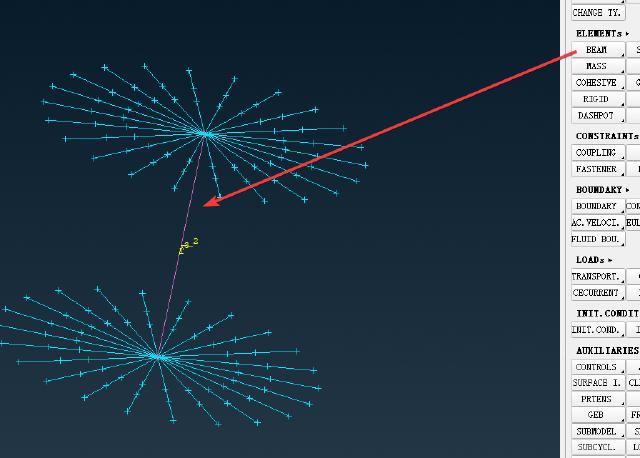 CHANGE TY.
ELEMENTs
BEAM
MASS
COHESIVE
RIGID
DASHPOT
CONSTRAINTs
COUPLING
FASTENER
BOUNDARY
BOUNDARY CON
AC.VELOCI. EUL
FLUID BOU.
LOADs
TRANSPORT.
CECURRENT
INIT.CONDIT
INIT.COND.
AUXILIARIES
CONTROLS
SURFACE I. CL
PRTENS
GEB FR
SUBMODEL
SUBCYCL.